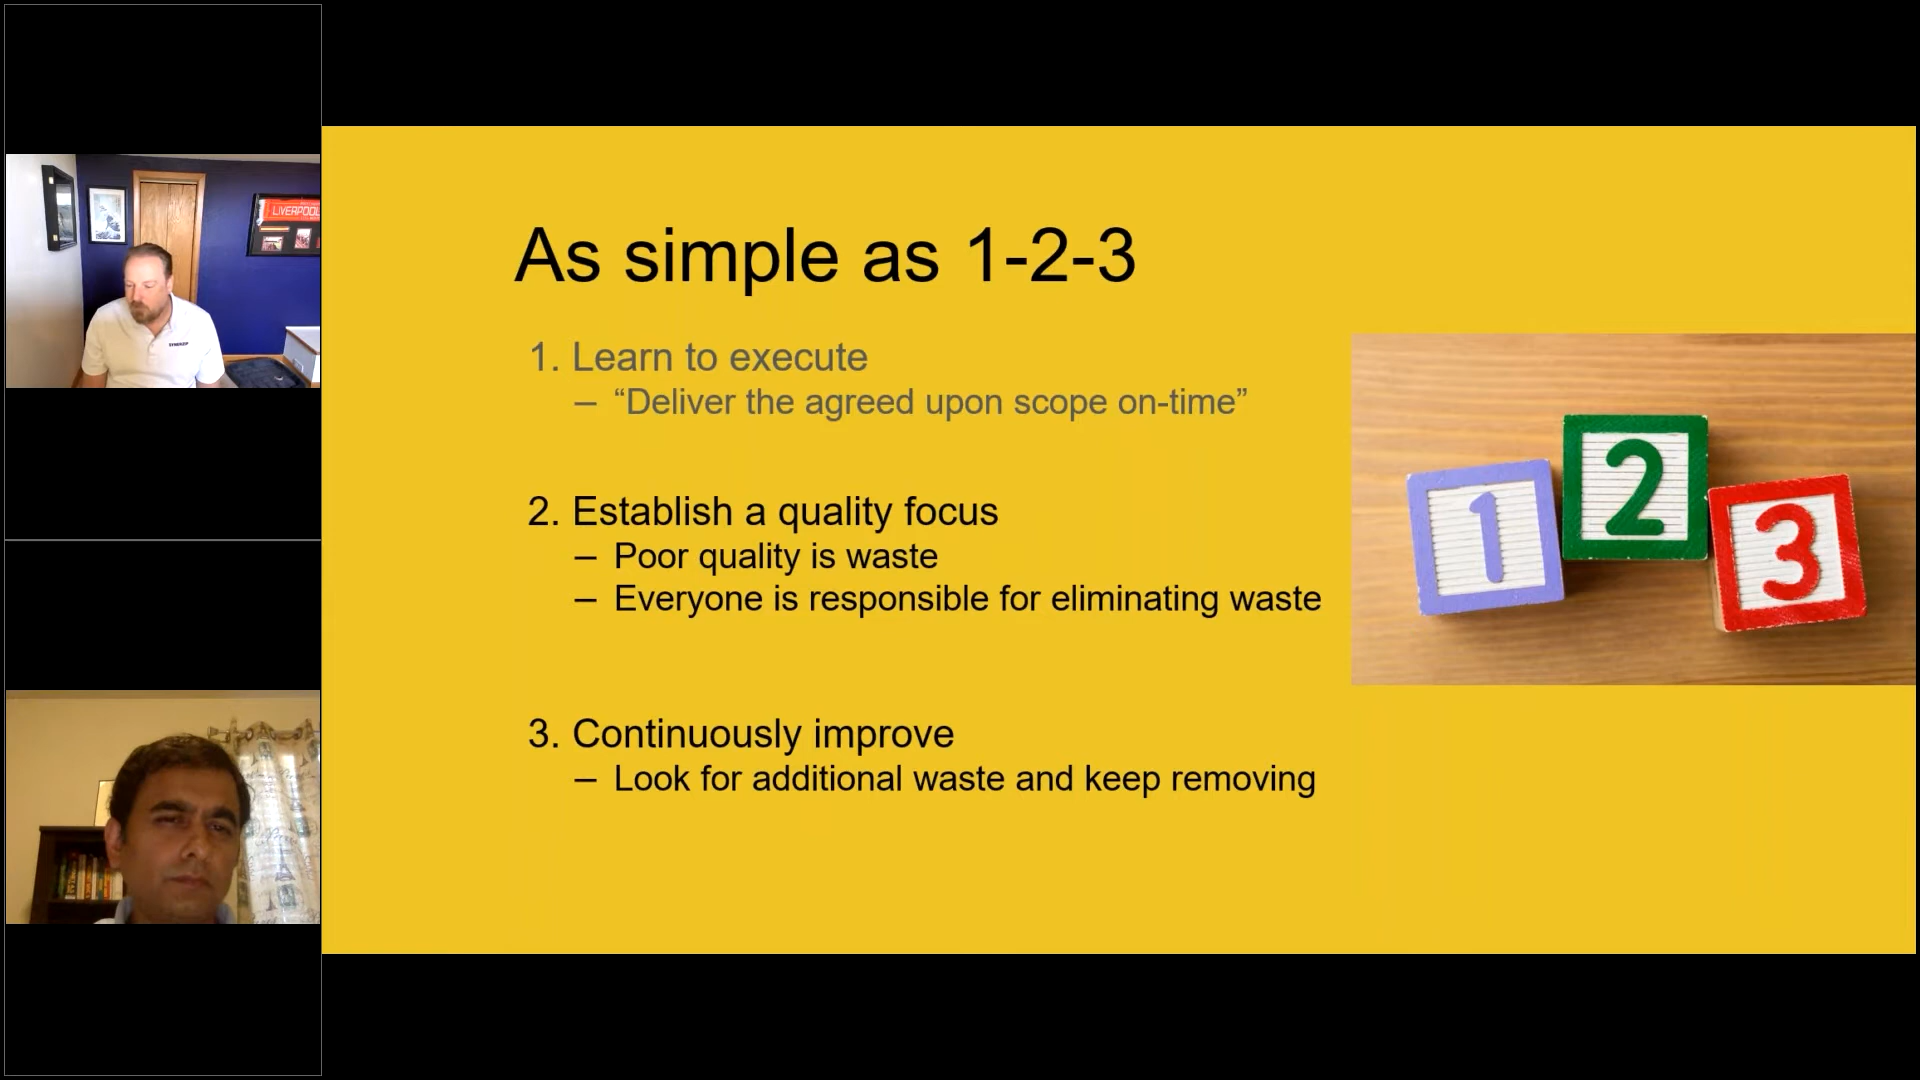 LIVERPOOL
SYNERZIP
As simple as 1-2-3
1. Learn to execute
– “Deliver the agreed upon scope on-time”
2. Establish a quality focus
– Poor quality is waste
– Everyone is responsible for eliminating waste
3. Continuously improve
– Look for additional waste and keep removing
1
2
3